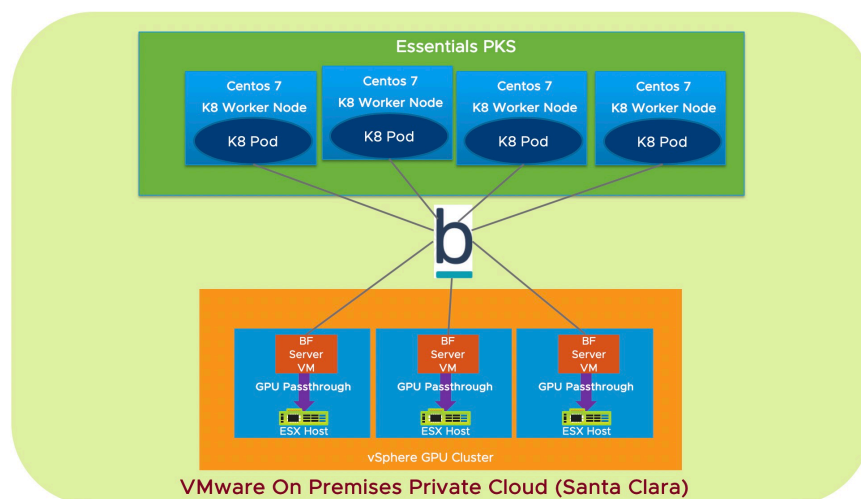 Essentials PKS
Centos 7
K8 Worker Node
K8 Pod
Centos 7
K8 Worker Node
K8 Pod
Centos 7
K8 Worker Node
K8 Pod
Centos 7
K8 Worker Node
K8 Pod
b
BF
Server
VM
GPU Passthrough
ESX Host
BF
Server
VM
GPU Passthrough
ESX Host
BF
Server
VM
GPU Passthrough
ESX Host
vSphere GPU Cluster
VMware On Premises Private Cloud (Santa Clara)